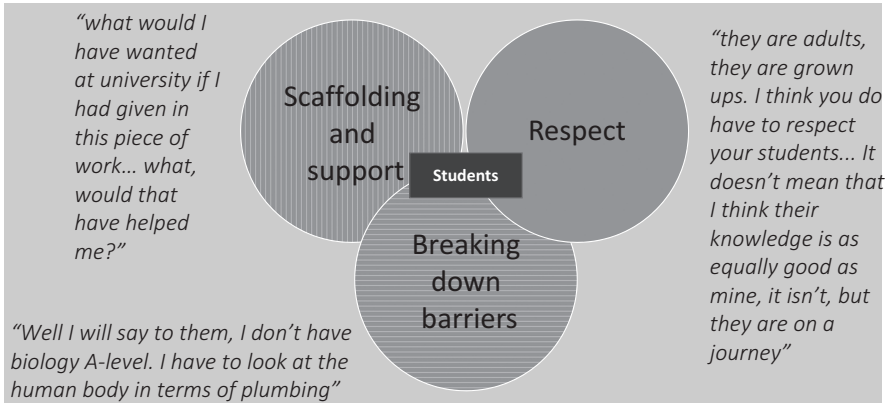 “what would I
have wanted
at university if I
had given in
this piece of
work… what,
would that
have helped
me?”
Scaffolding
and
support
Respect
Students
Breaking
down
barriers
“they are adults,
they are grown
ups. I think you do
have to respect
your students... It
doesn’t mean that
I think their
knowledge is as
equally good as
mine, it isn’t, but
they are on a
journey”
“Well I will say to them, I don’t have
biology A-level. I have to look at the
human body in terms of plumbing”